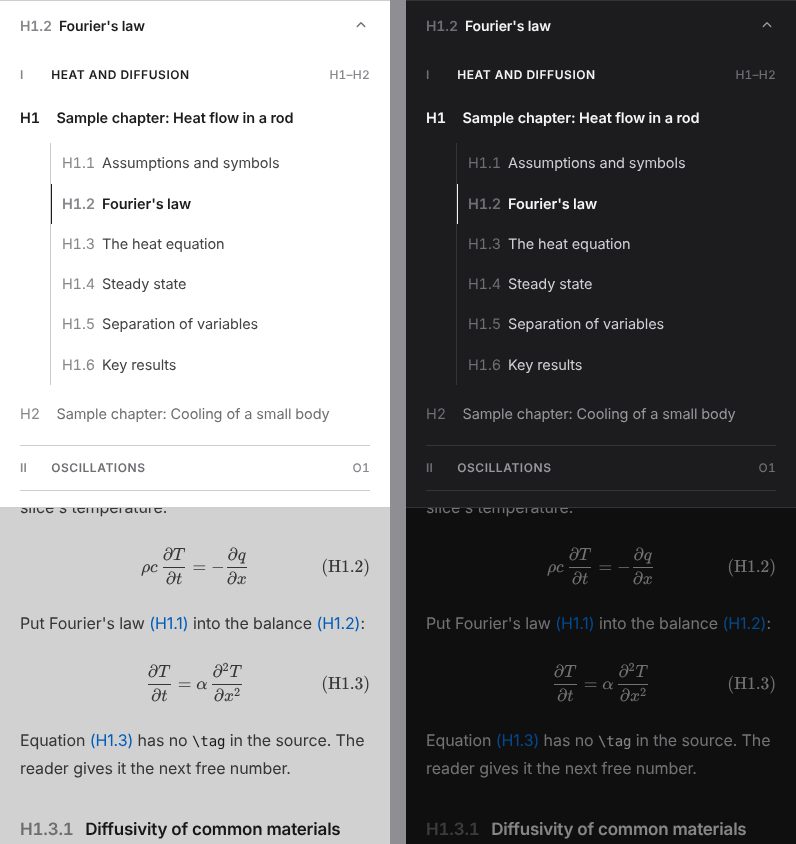 H1.2 Fourier's law
I HEAT AND DIFFUSION H1–H2
H1 Sample chapter: Heat flow in a rod
H1.1 Assumptions and symbols
H1.2 Fourier's law
H1.3 The heat equation
H1.4 Steady state
H1.5 Separation of variables
H1.6 Key results
H2 Sample chapter: Cooling of a small body
II OSCILLATIONS O1
slice's temperature:
ρc ∂T/∂t = −∂q/∂x (H1.2)
Put Fourier's law (H1.1) into the balance (H1.2):
∂T/∂t = α ∂²T/∂x² (H1.3)
Equation (H1.3) has no \tag in the source. The
reader gives it the next free number.
H1.3.1 Diffusivity of common materials
H1.2 Fourier's law
I HEAT AND DIFFUSION H1–H2
H1 Sample chapter: Heat flow in a rod
H1.1 Assumptions and symbols
H1.2 Fourier's law
H1.3 The heat equation
H1.4 Steady state
H1.5 Separation of variables
H1.6 Key results
H2 Sample chapter: Cooling of a small body
II OSCILLATIONS O1
slice's temperature:
ρc ∂T/∂t = −∂q/∂x (H1.2)
Put Fourier's law (H1.1) into the balance (H1.2):
∂T/∂t = α ∂²T/∂x² (H1.3)
Equation (H1.3) has no \tag in the source. The
reader gives it the next free number.
H1.3.1 Diffusivity of common materials